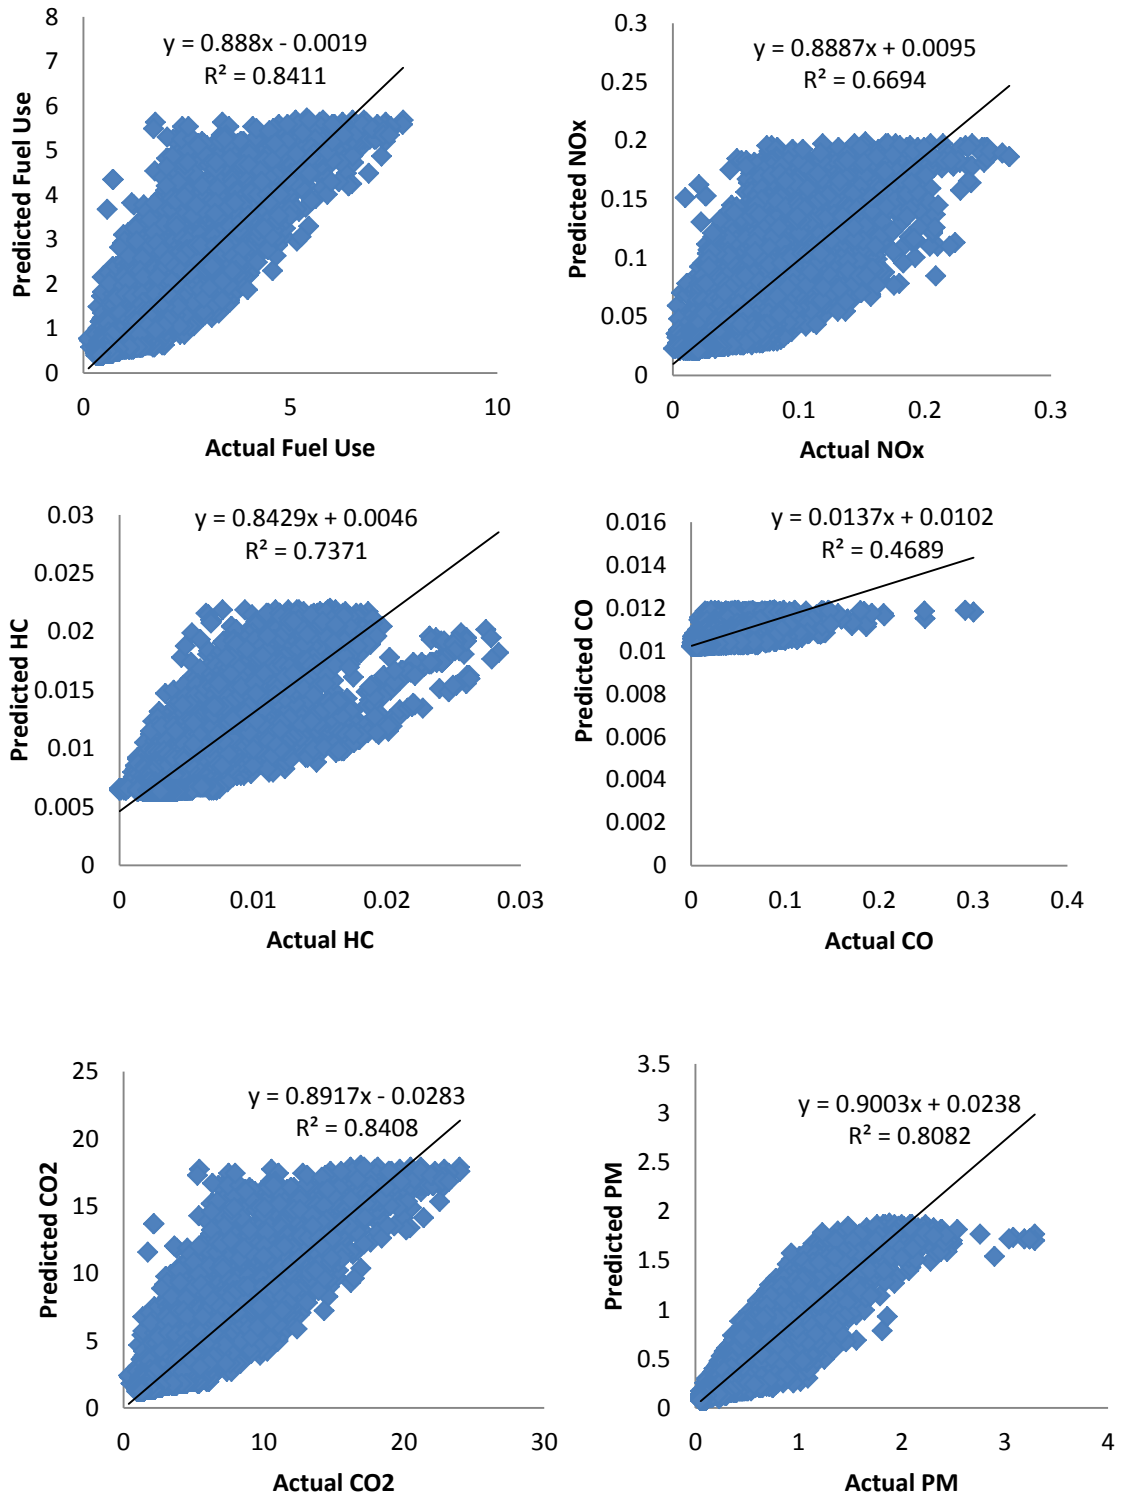 8
7
6
5
4
3
2
1
0
Predicted Fuel Use
y = 0.888x - 0.0019
R² = 0.8411
0 5 10
Actual Fuel Use
0.3
0.25
0.2
0.15
0.1
0.05
0
Predicted NOx
y = 0.8887x + 0.0095
R² = 0.6694
0 0.1 0.2 0.3
Actual NOx
0.03
0.025
0.02
0.015
0.01
0.005
0
Predicted HC
y = 0.8429x + 0.0046
R² = 0.7371
0 0.01 0.02 0.03
Actual HC
0.016
0.014
0.012
0.01
0.008
0.006
0.004
0.002
0
Predicted CO
y = 0.0137x + 0.0102
R² = 0.4689
0 0.1 0.2 0.3 0.4
Actual CO
25
20
15
10
5
0
Predicted CO2
y = 0.8917x - 0.0283
R² = 0.8408
0 10 20 30
Actual CO2
3.5
3
2.5
2
1.5
1
0.5
0
Predicted PM
y = 0.9003x + 0.0238
R² = 0.8082
0 1 2 3 4
Actual PM